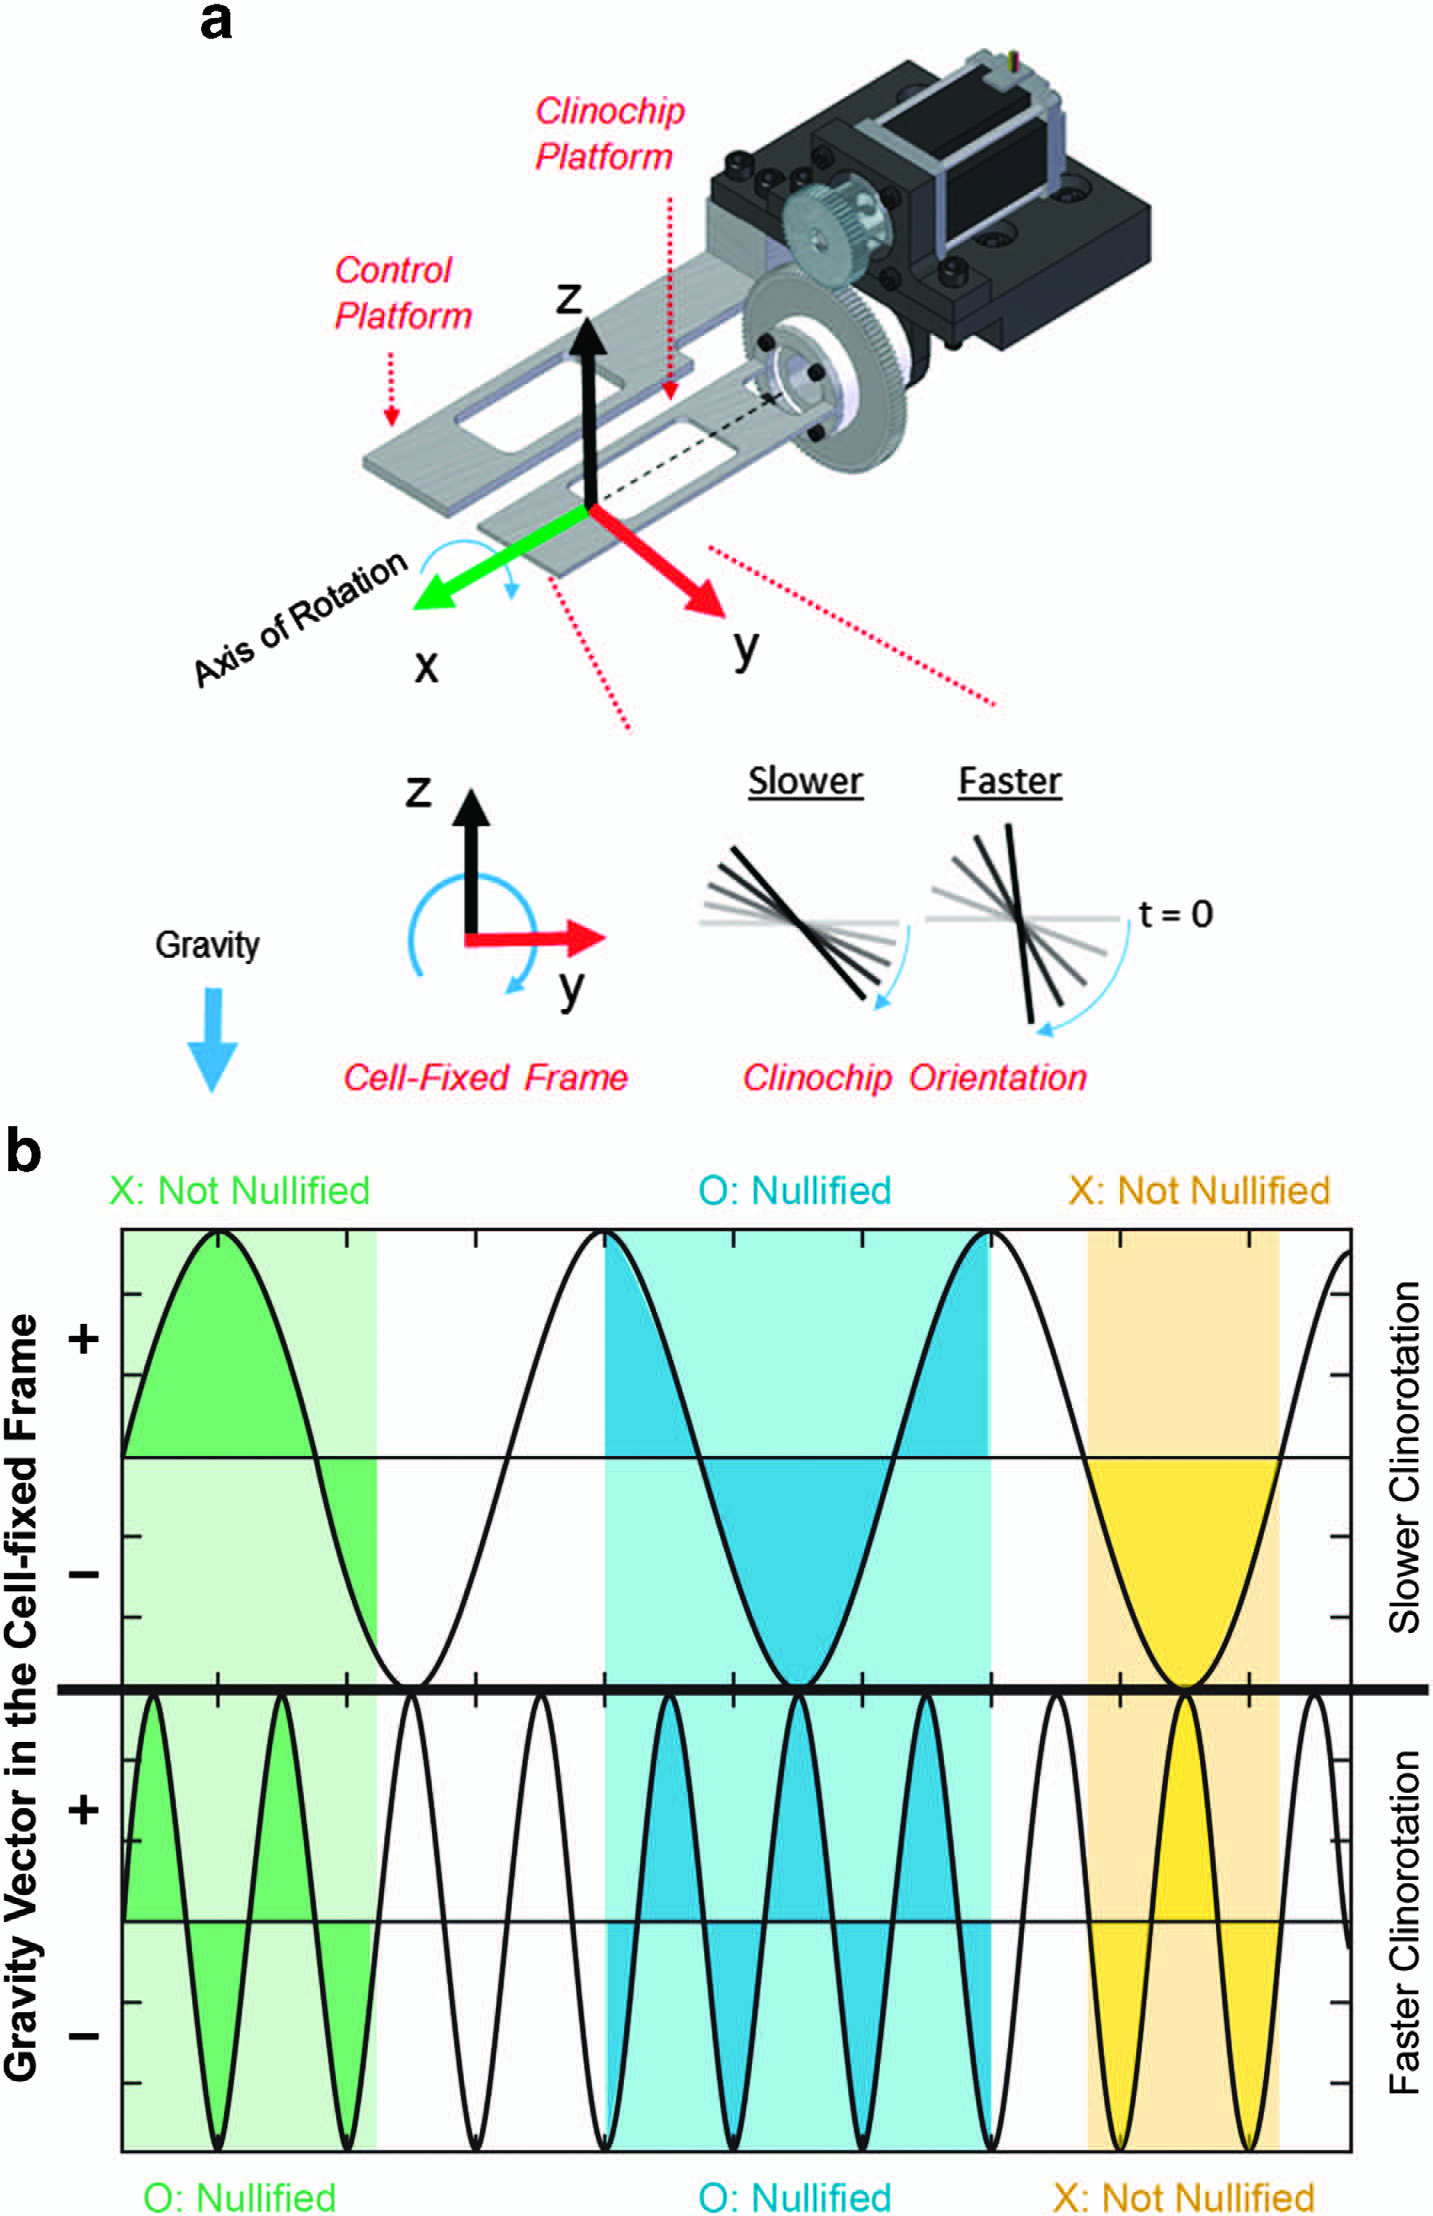 a
Clinochip
Platform
Control
Platform
z
Axis of Rotation
x
y
z
Slower
Faster
t = 0
Gravity
y
Cell-Fixed Frame
Clinochip Orientation
b
X: Not Nullified
O: Nullified
X: Not Nullified
Gravity Vector in the Cell-fixed Frame
+
−
Slower Clinorotation
+
−
Faster Clinorotation
O: Nullified
O: Nullified
X: Not Nullified